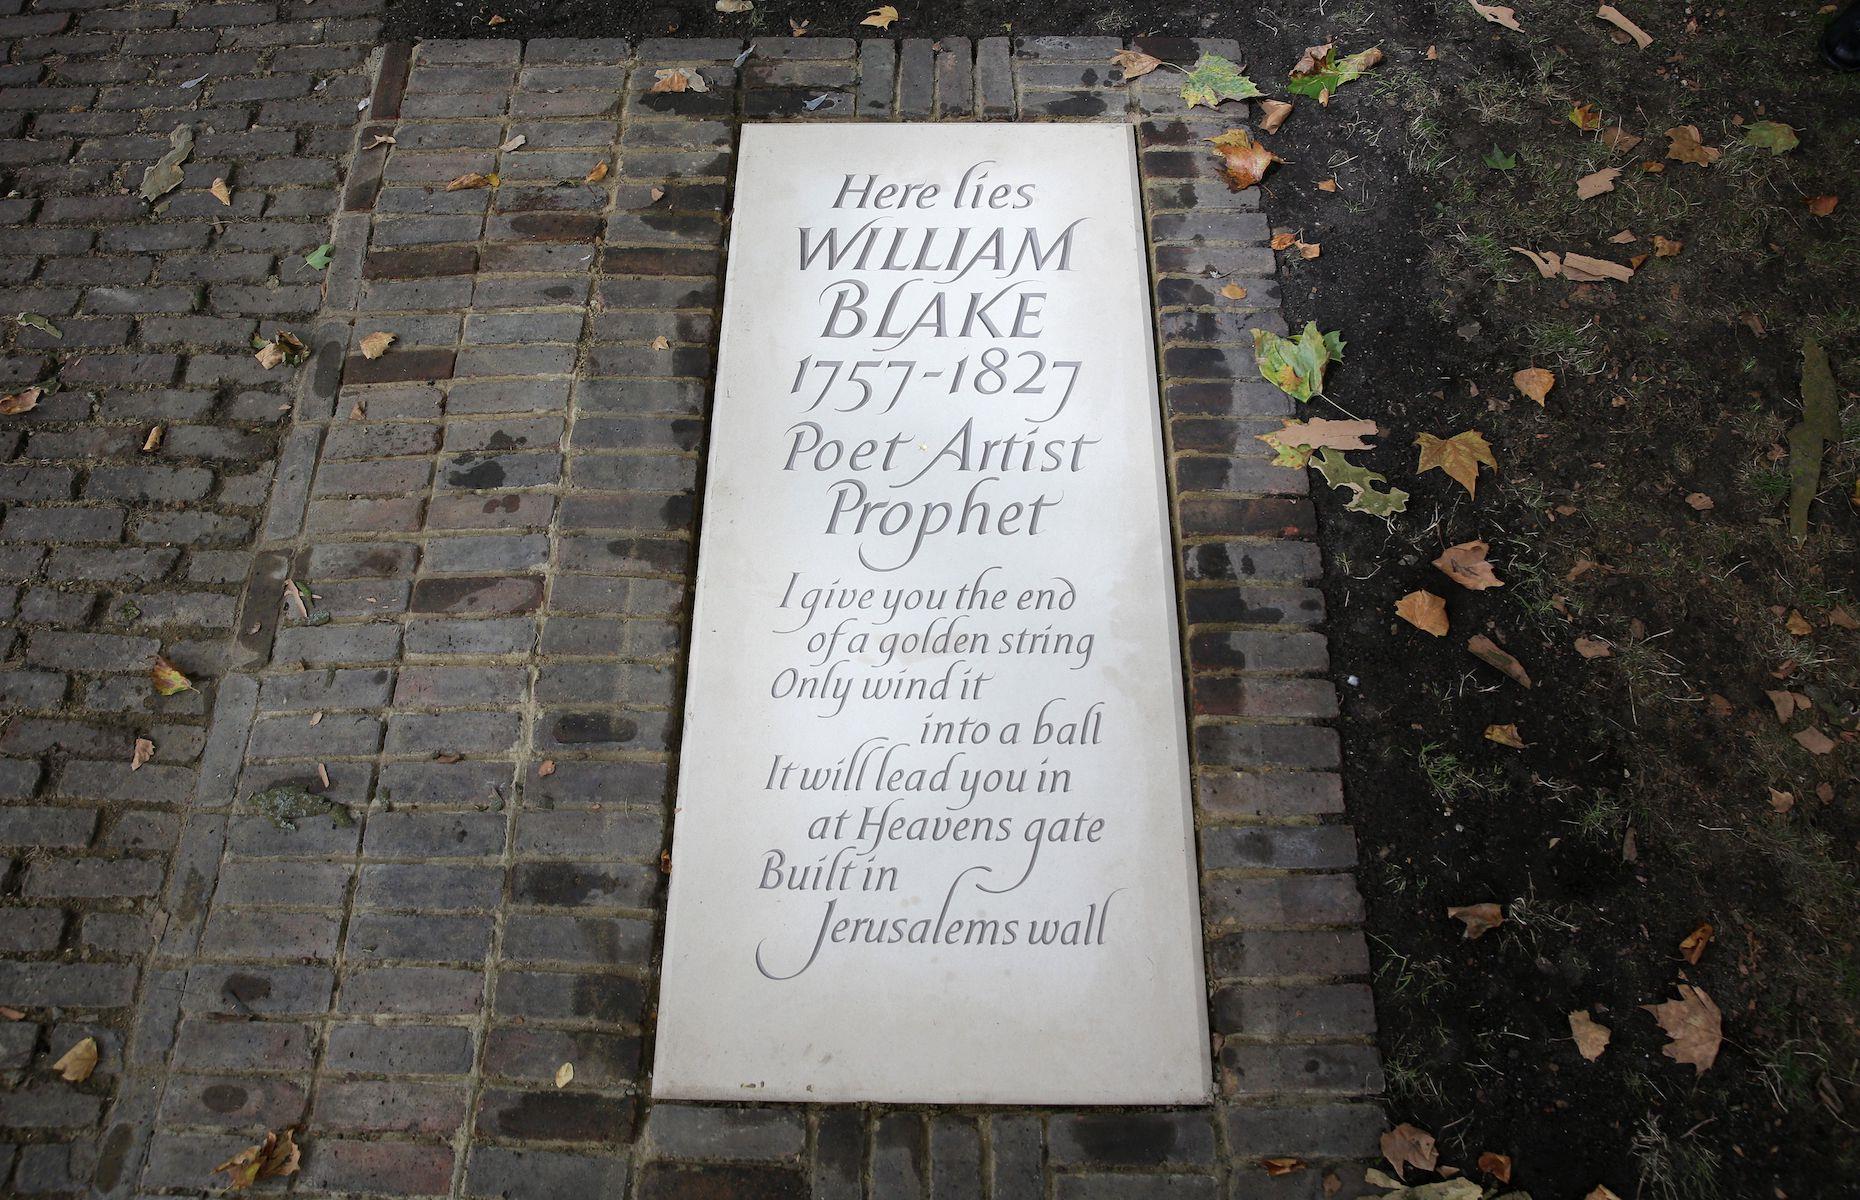 Here lies
WILLIAM
BLAKE
1757-1827
Poet Artist
Prophet
I give you the end
of a golden string
Only wind it
into a ball
It will lead you in
at Heavens gate
Built in
Jerusalems wall